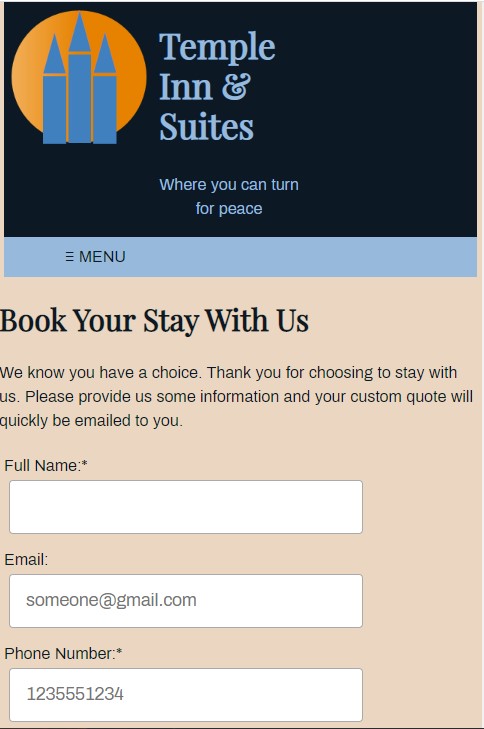 Temple
Inn &
Suites
Where you can turn
for peace
☰ MENU
Book Your Stay With Us
We know you have a choice. Thank you for choosing to stay with
us. Please provide us some information and your custom quote will
quickly be emailed to you.
Full Name:*
Email:
someone@gmail.com
Phone Number:*
1235551234